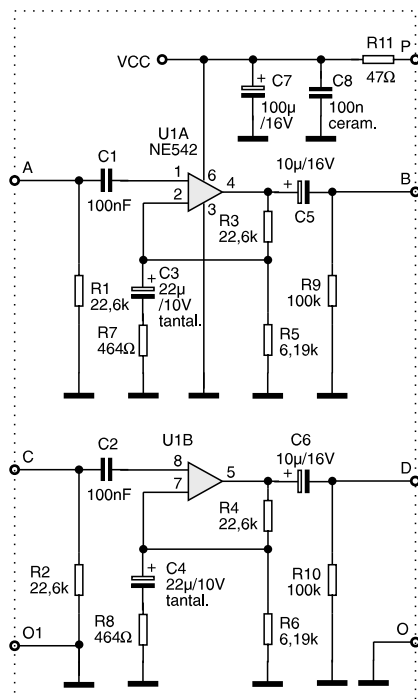 R11
P
VCC
47Ω
+
C7
100µ
/16V
C8
100n
ceram.
U1A
NE542
A
C1
100nF
1
2
6
3
4
10µ/16V
+
C5
B
R3
22,6k
R1
22,6k
+
C3
22µ
/10V
tantal.
R7
464Ω
R5
6,19k
R9
100k
C
C2
100nF
U1B
8
7
5
C6
10µ/16V
+
D
R4
22,6k
R2
22,6k
+
C4
22µ/10V
tantal.
R8
464Ω
R6
6,19k
R10
100k
O1
O